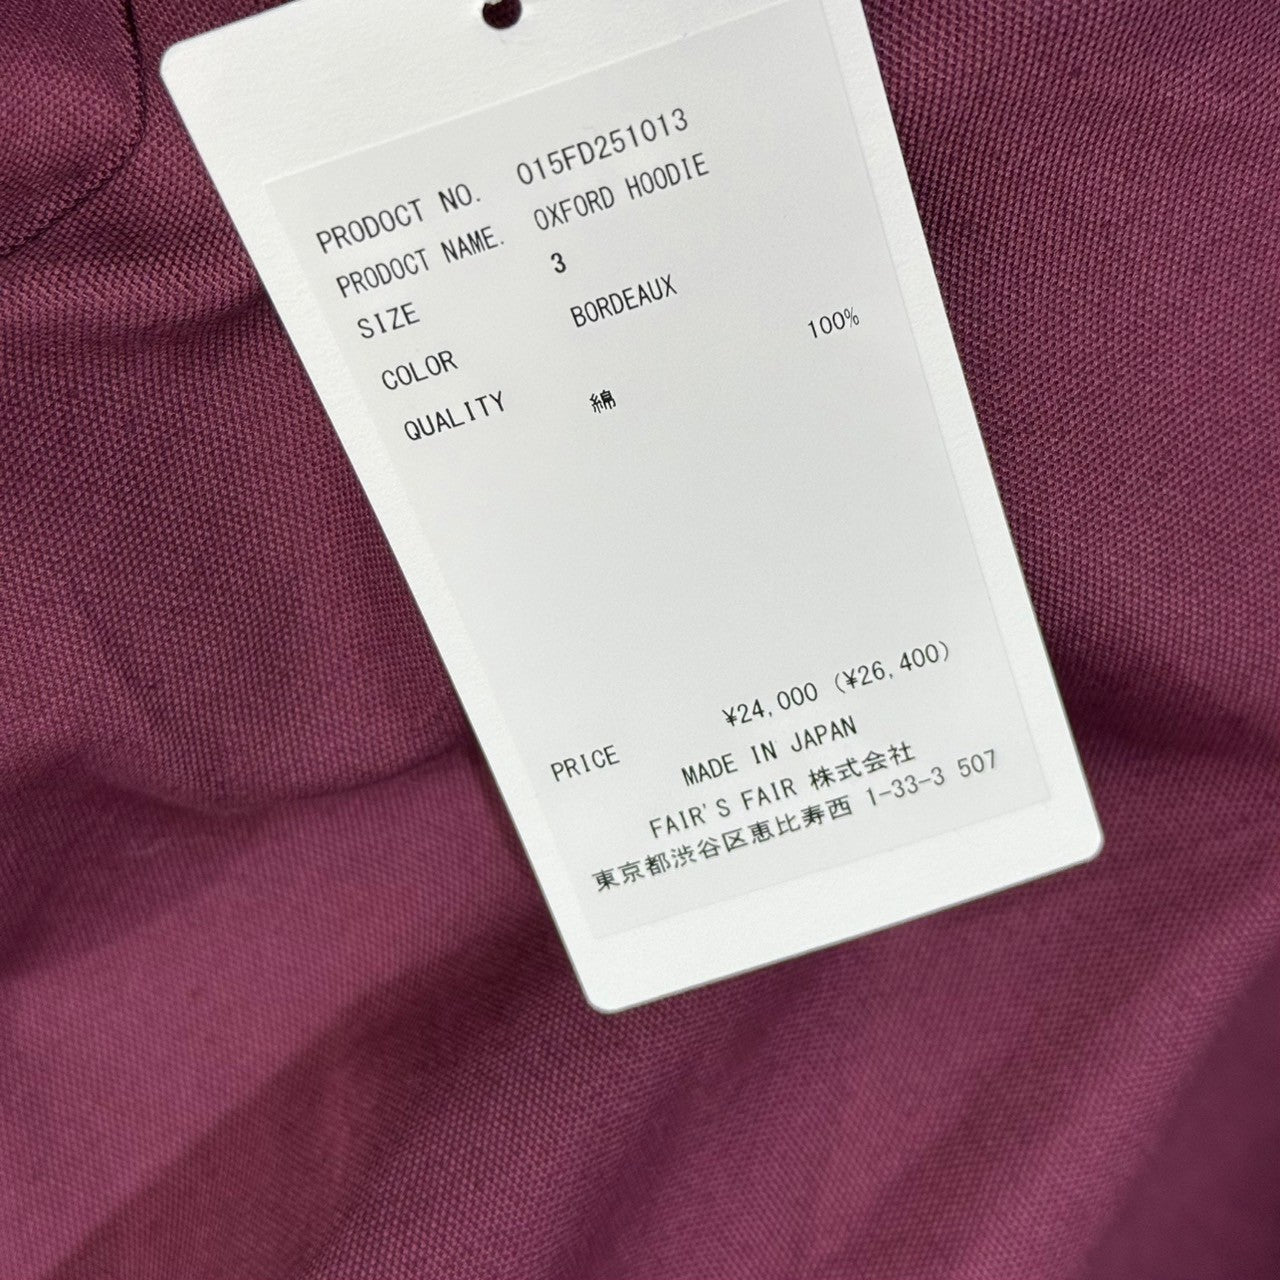 PRODOCT NO. 015FD251013
PRODOCT NAME. OXFORD HOODIE
SIZE 3
COLOR BORDEAUX
QUALITY 綿 100%
PRICE ¥24,000 (¥26,400)
MADE IN JAPAN
FAIR'S FAIR 株式会社
東京都渋谷区恵比寿西 1-33-3 507